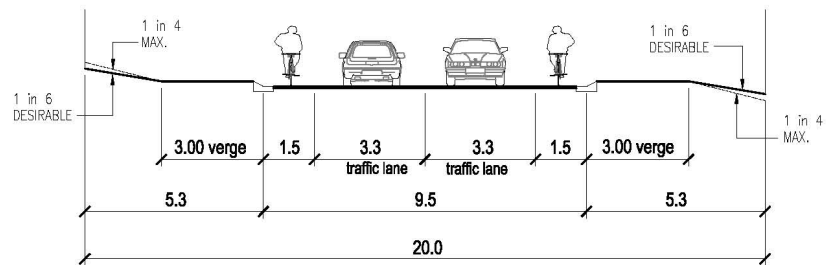 1 in 4
MAX.
1 in 6
DESIRABLE
1 in 6
DESIRABLE
1 in 4
MAX.
3.00 verge
1.5
3.3
traffic lane
3.3
traffic lane
1.5
3.00 verge
5.3
9.5
5.3
20.0